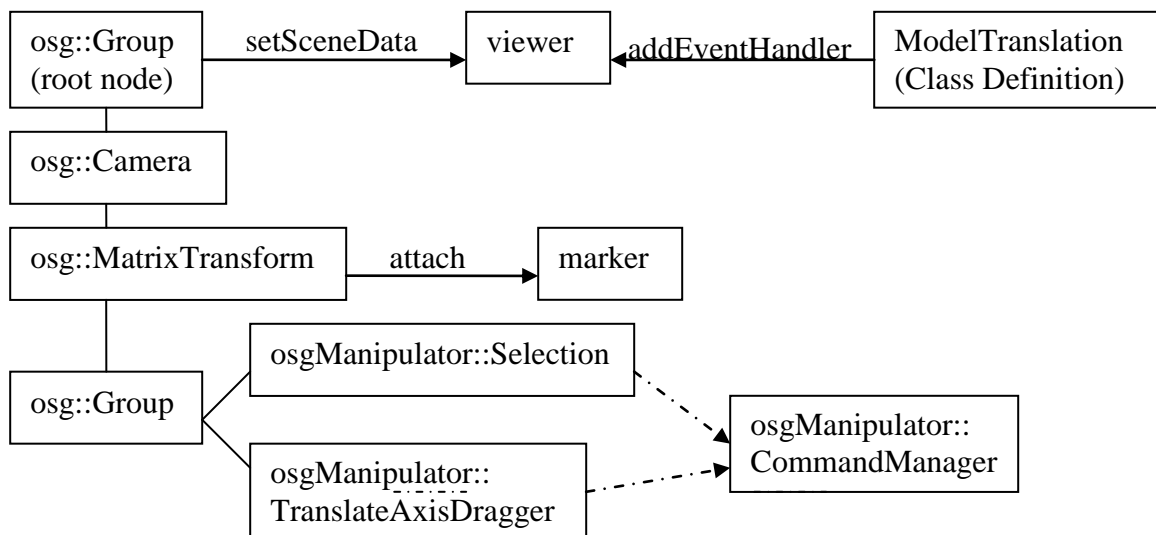 osg::Group
(root node)
setSceneData
viewer
addEventHandler
ModelTranslation
(Class Definition)
osg::Camera
osg::MatrixTransform
attach
marker
osgManipulator::Selection
osg::Group
osgManipulator::
CommandManager
osgManipulator::
TranslateAxisDragger